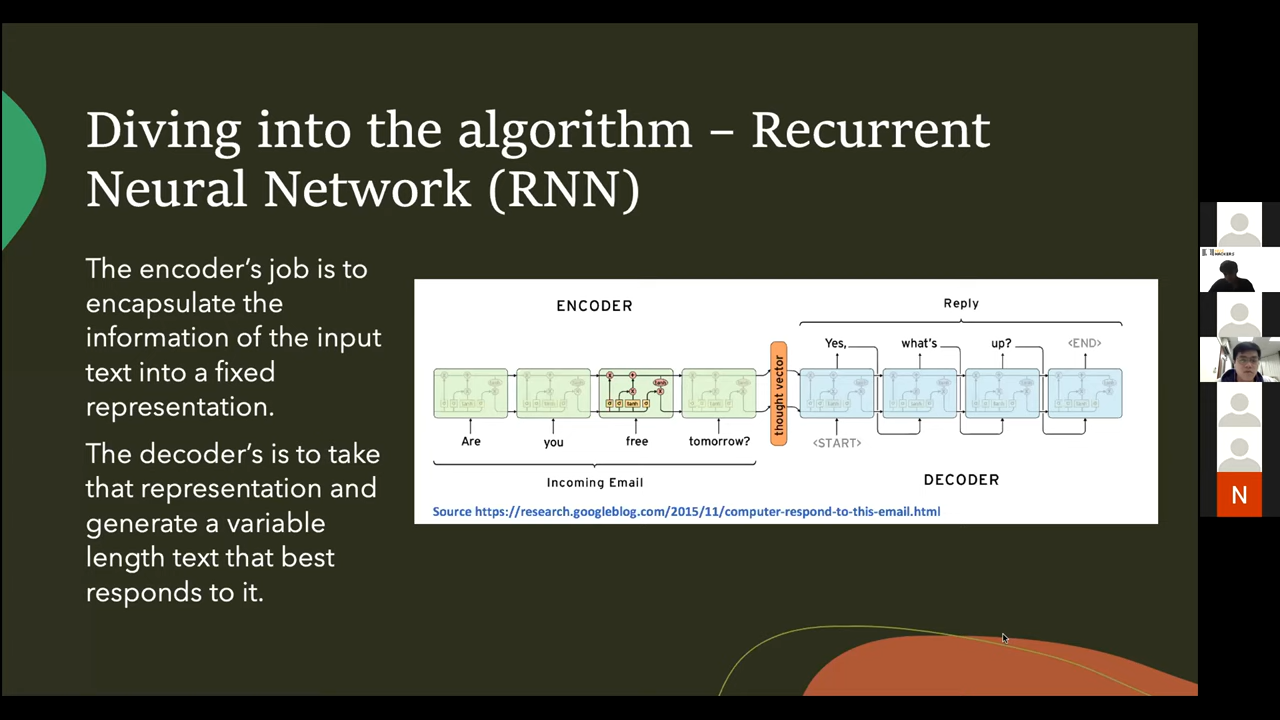 Diving into the algorithm – Recurrent
Neural Network (RNN)
The encoder's job is to
encapsulate the
information of the input
text into a fixed
representation.
The decoder's is to take
that representation and
generate a variable
length text that best
responds to it.
ENCODER
Reply
Yes,
what's
up?
<END>
thought vector
Are
you
free
tomorrow?
<START>
Incoming Email
DECODER
Source https://research.googleblog.com/2015/11/computer-respond-to-this-email.html
N